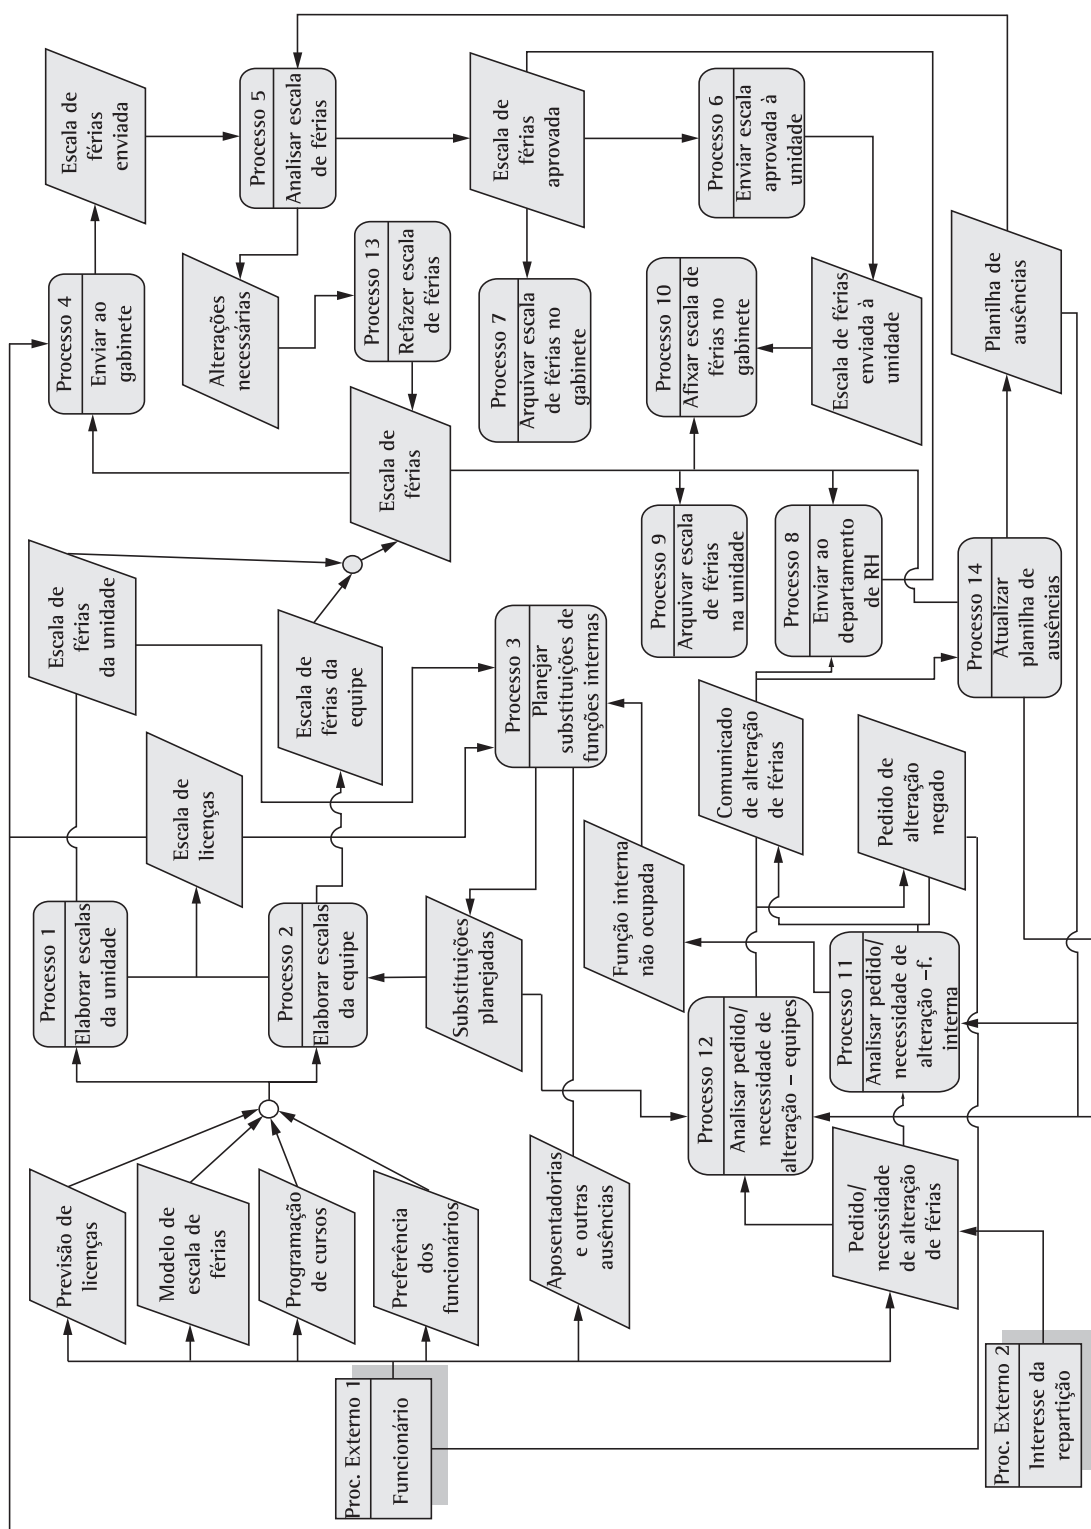 Proc. Externo 1
Funcionário
Proc. Externo 2
Interesse da
repartição
Previsão de
licenças
Modelo de
escala de
férias
Programação
de cursos
Preferência
dos
funcionários
Aposentadorias
e outras
ausências
Pedido/
necessidade
de alteração
de férias
Processo 1
Elaborar escalas
da unidade
Processo 2
Elaborar escalas
da equipe
Substituições
planejadas
Função interna
não ocupada
Processo 12
Analisar pedido/
necessidade de
alteração – equipes
Processo 11
Analisar pedido/
necessidade de
alteração –f.
interna
Escala de
licenças
Escala de
férias
da unidade
Escala de
férias da
equipe
Processo 3
Planejar
substituições de
funções internas
Comunicado
de alteração
de férias
Pedido de
alteração
negado
Processo 4
Enviar ao
gabinete
Alterações
necessárias
Processo 13
Refazer escala
de férias
Escala de
férias
Processo 7
Arquivar escala
de férias no
gabinete
Processo 10
Afixar escala de
férias no
gabinete
Processo 9
Arquivar escala
de férias
na unidade
Processo 8
Enviar ao
departamento
de RH
Processo 14
Atualizar
planilha de
ausências
Escala de
férias
enviada
Processo 5
Analisar escala
de férias
Escala de
férias
aprovada
Processo 6
Enviar escala
aprovada à
unidade
Escala de férias
enviada à
unidade
Planilha de
ausências